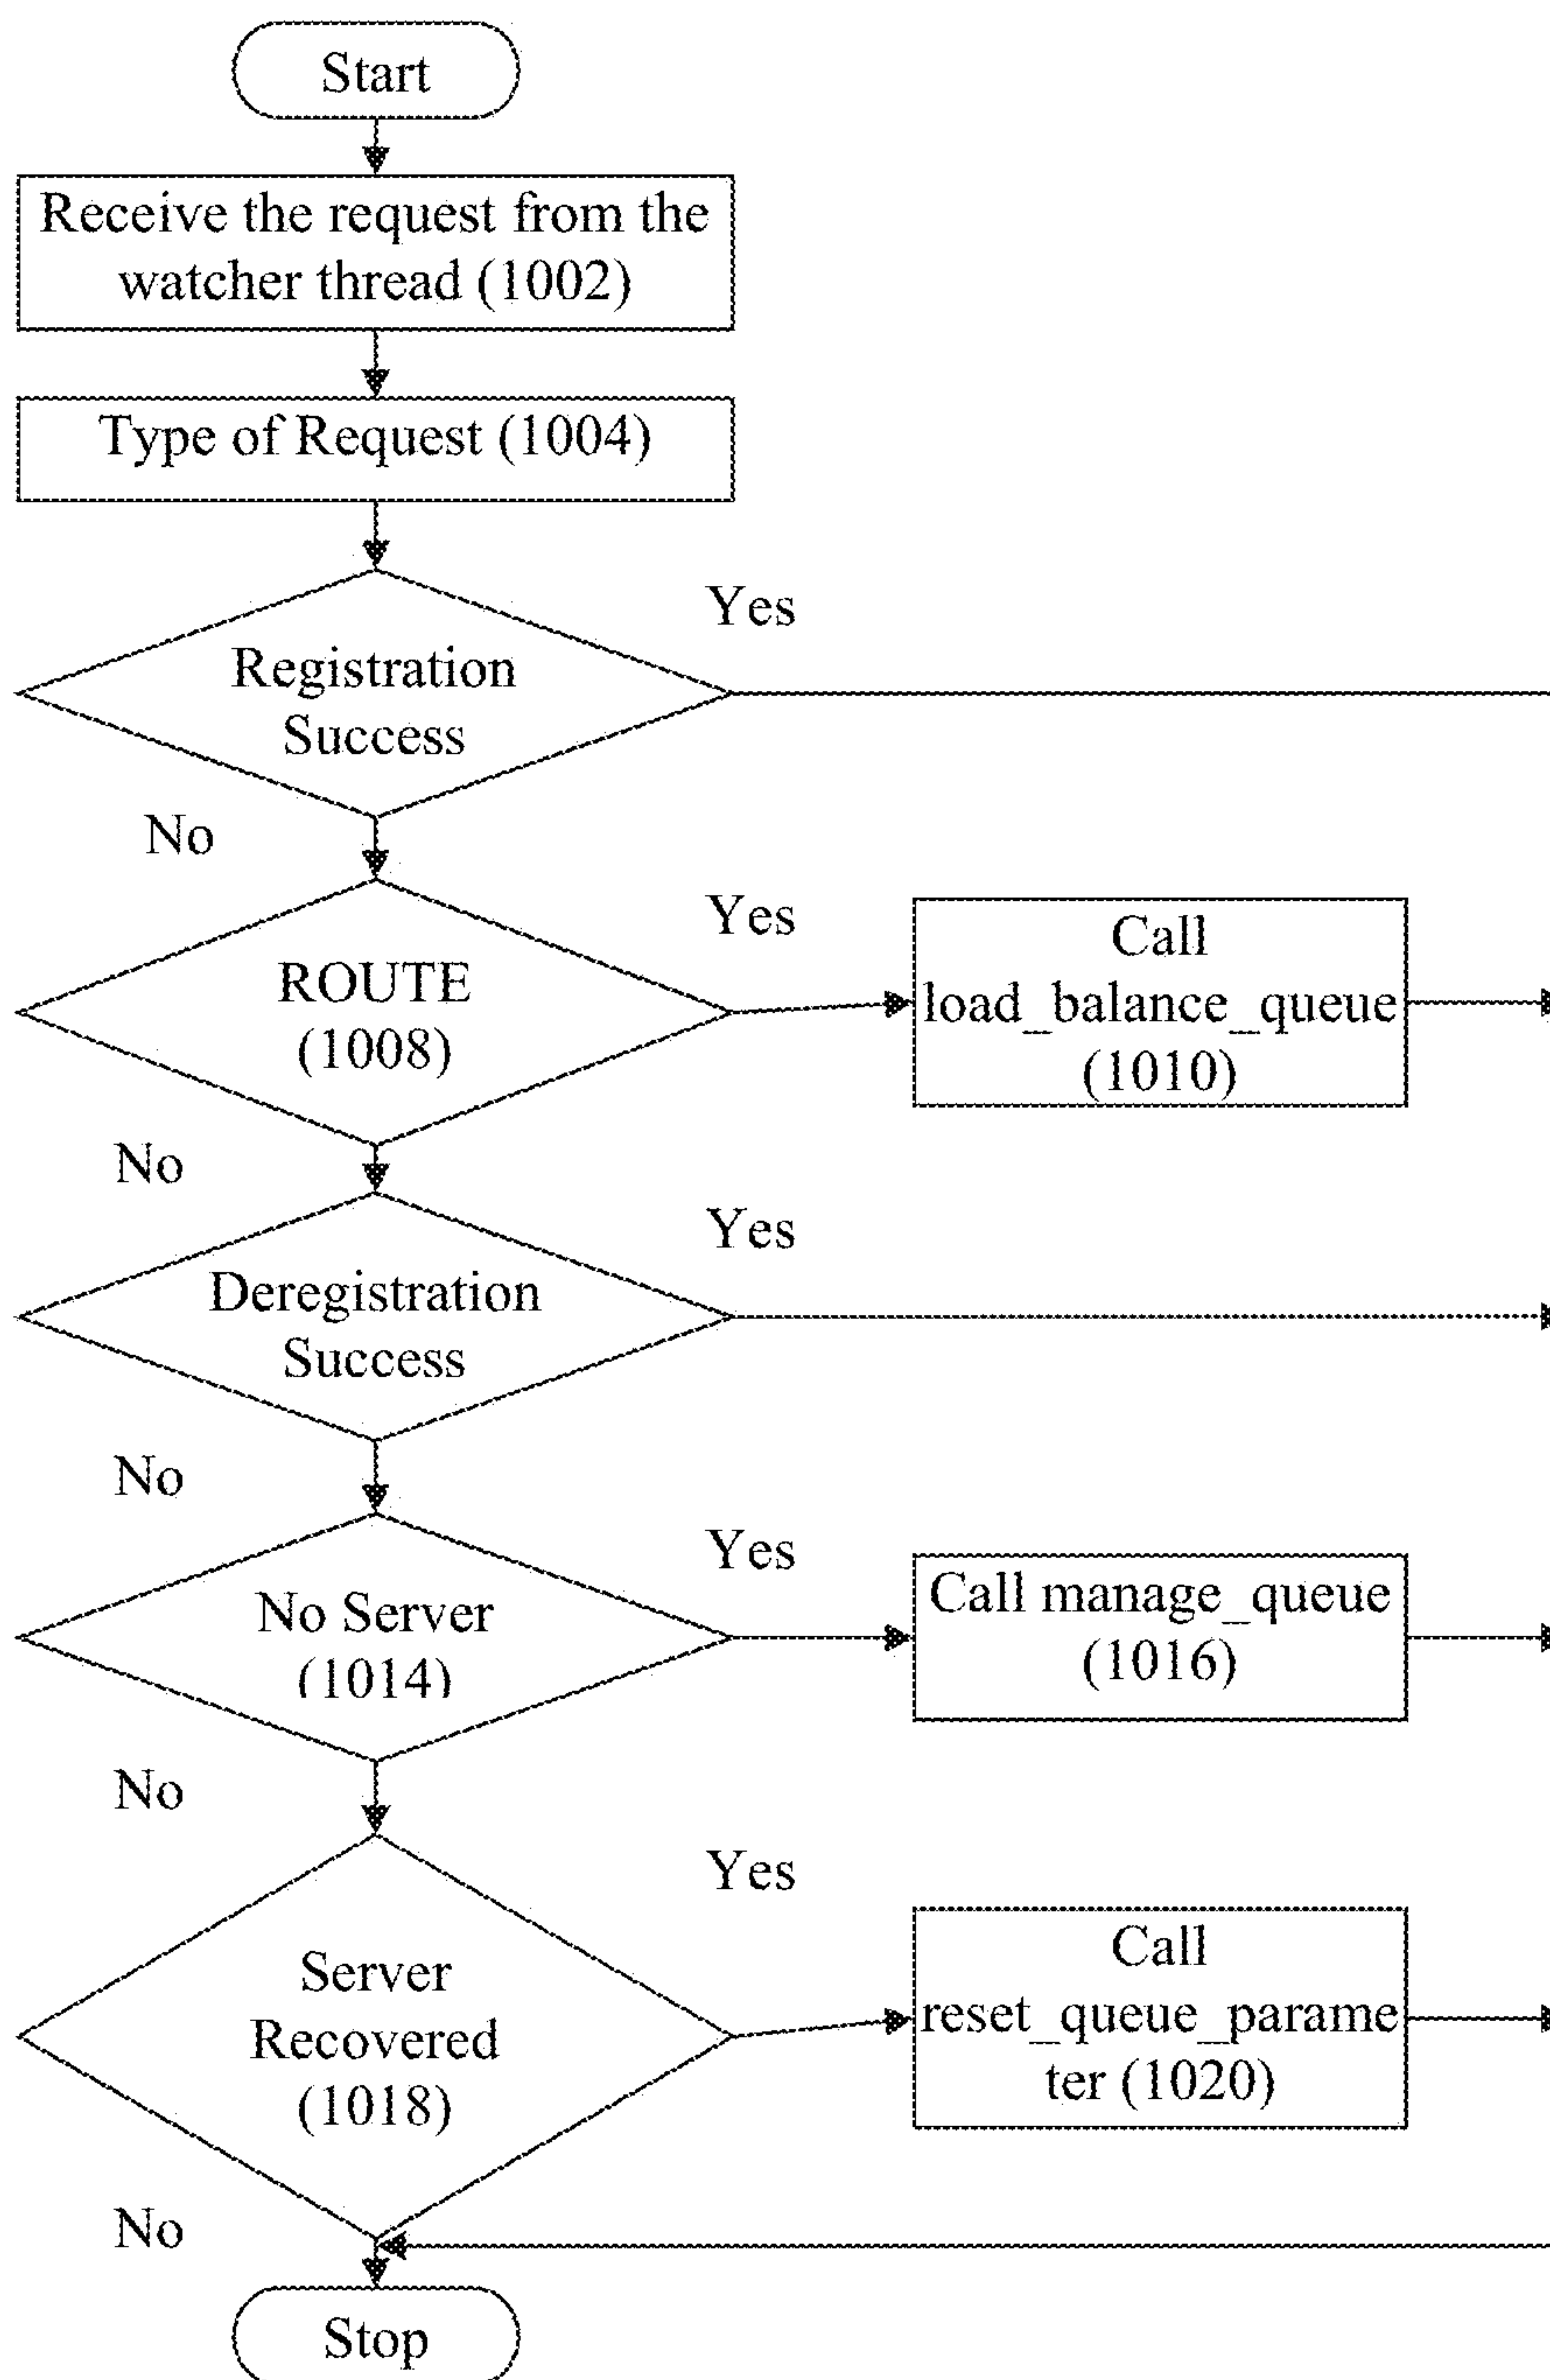 Start
Receive the request from the
watcher thread (1002)
Type of Request (1004)
Yes
Registration
Success
No
Yes
ROUTE
(1008)
Call
load_balance_queue
(1010)
No
Yes
Deregistration
Success
No
Yes
No Server
(1014)
Call manage_queue
(1016)
No
Yes
Server
Recovered
(1018)
Call
reset_queue_parame
ter (1020)
No
Stop